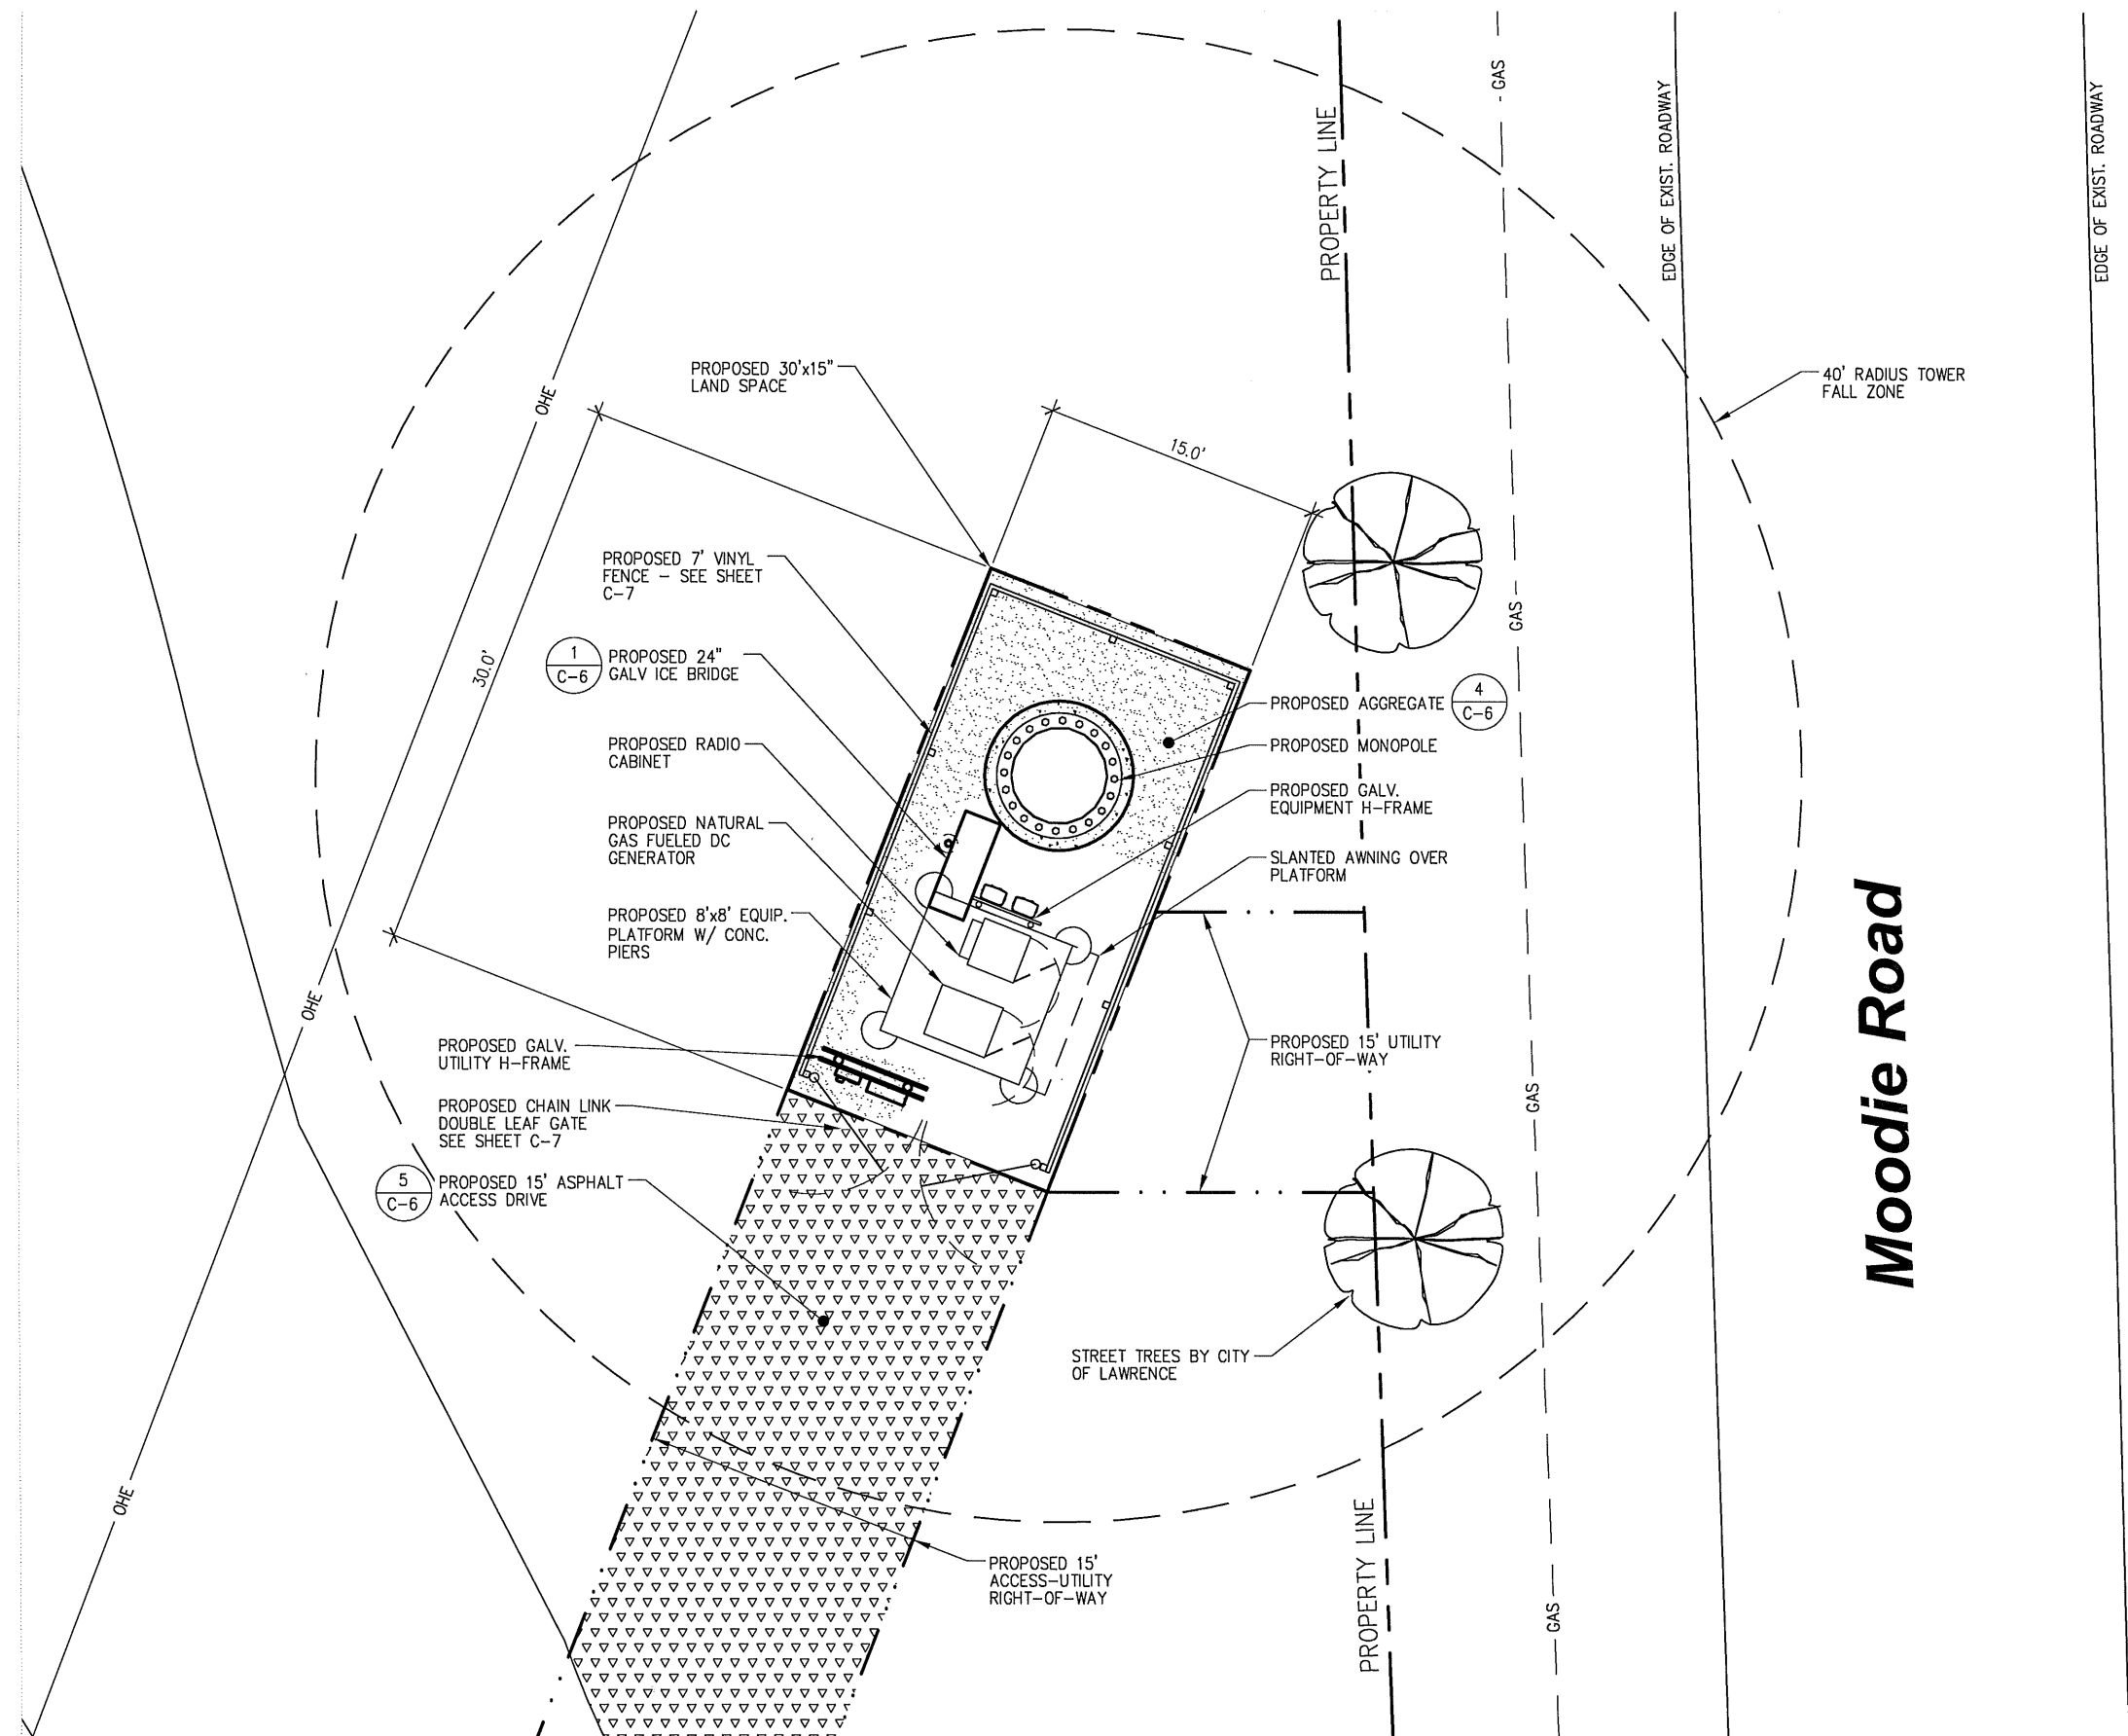 GAS
PROPERTY LINE
EDGE OF EXIST. ROADWAY
EDGE OF EXIST. ROADWAY
PROPOSED 30'x15"
LAND SPACE
40' RADIUS TOWER
FALL ZONE
OHE
15.0'
PROPOSED 7' VINYL
FENCE - SEE SHEET
C-7
GAS
30.0'
1
C-6
PROPOSED 24"
GALV ICE BRIDGE
PROPOSED AGGREGATE
4
C-6
PROPOSED RADIO
CABINET
PROPOSED MONOPOLE
PROPOSED GALV.
EQUIPMENT H-FRAME
PROPOSED NATURAL
GAS FUELED DC
GENERATOR
SLANTED AWNING OVER
PLATFORM
PROPOSED 8'x8' EQUIP.
PLATFORM W/ CONC.
PIERS
OHE
Moodie Road
PROPOSED GALV.
UTILITY H-FRAME
PROPOSED 15' UTILITY
RIGHT-OF-WAY
GAS
PROPOSED CHAIN LINK
DOUBLE LEAF GATE
SEE SHEET C-7
5
C-6
PROPOSED 15' ASPHALT
ACCESS DRIVE
STREET TREES BY CITY
OF LAWRENCE
OHE
PROPERTY LINE
PROPOSED 15'
ACCESS-UTILITY
RIGHT-OF-WAY
GAS